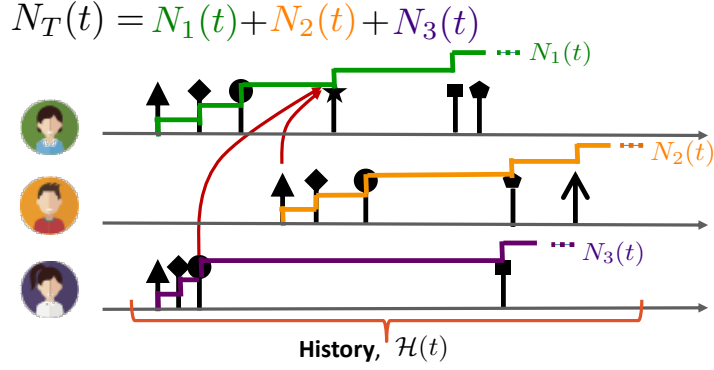 N_T(t) = N_1(t) + N_2(t) + N_3(t)
N_1(t)
N_2(t)
N_3(t)
History, ℋ(t)